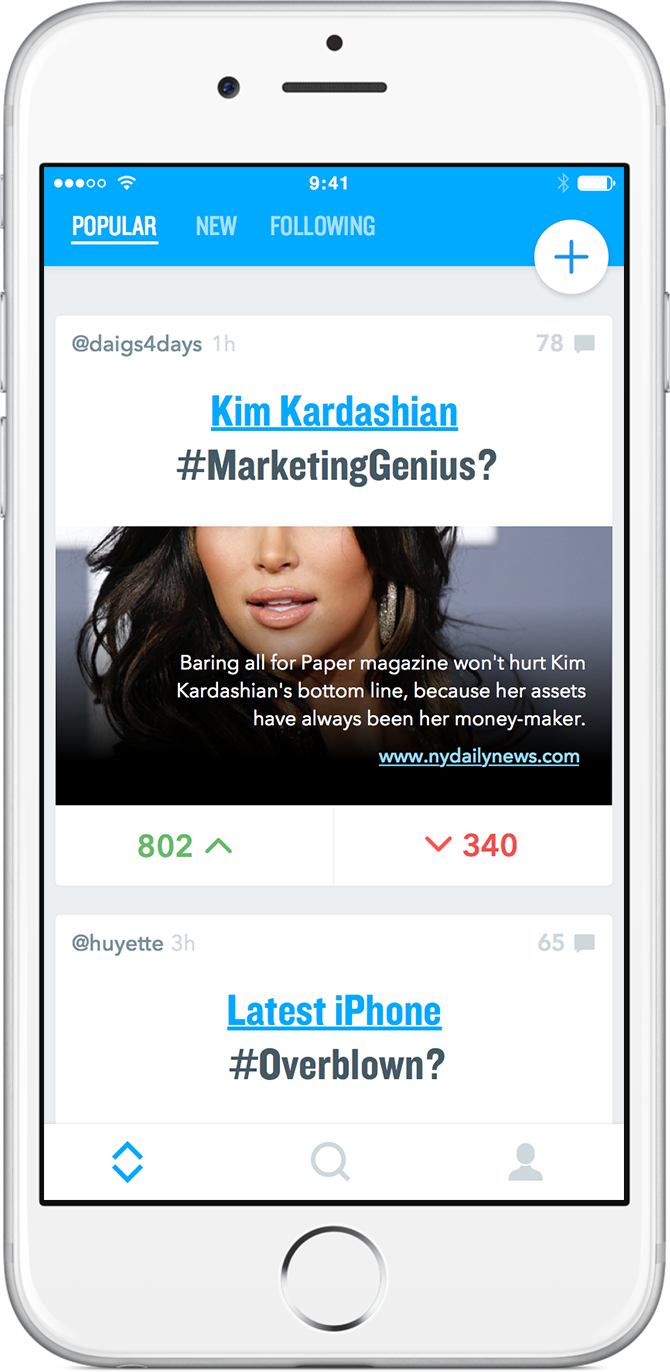 9:41
POPULAR NEW FOLLOWING
@daigs4days 1h 78
Kim Kardashian
#MarketingGenius?
Baring all for Paper magazine won't hurt Kim
Kardashian's bottom line, because her assets
have always been her money-maker.
www.nydailynews.com
802 340
@huyette 3h 65
Latest iPhone
#Overblown?